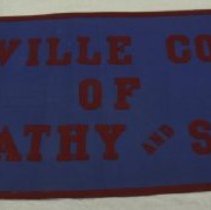 VILLE CO
OF
ATHY AND S